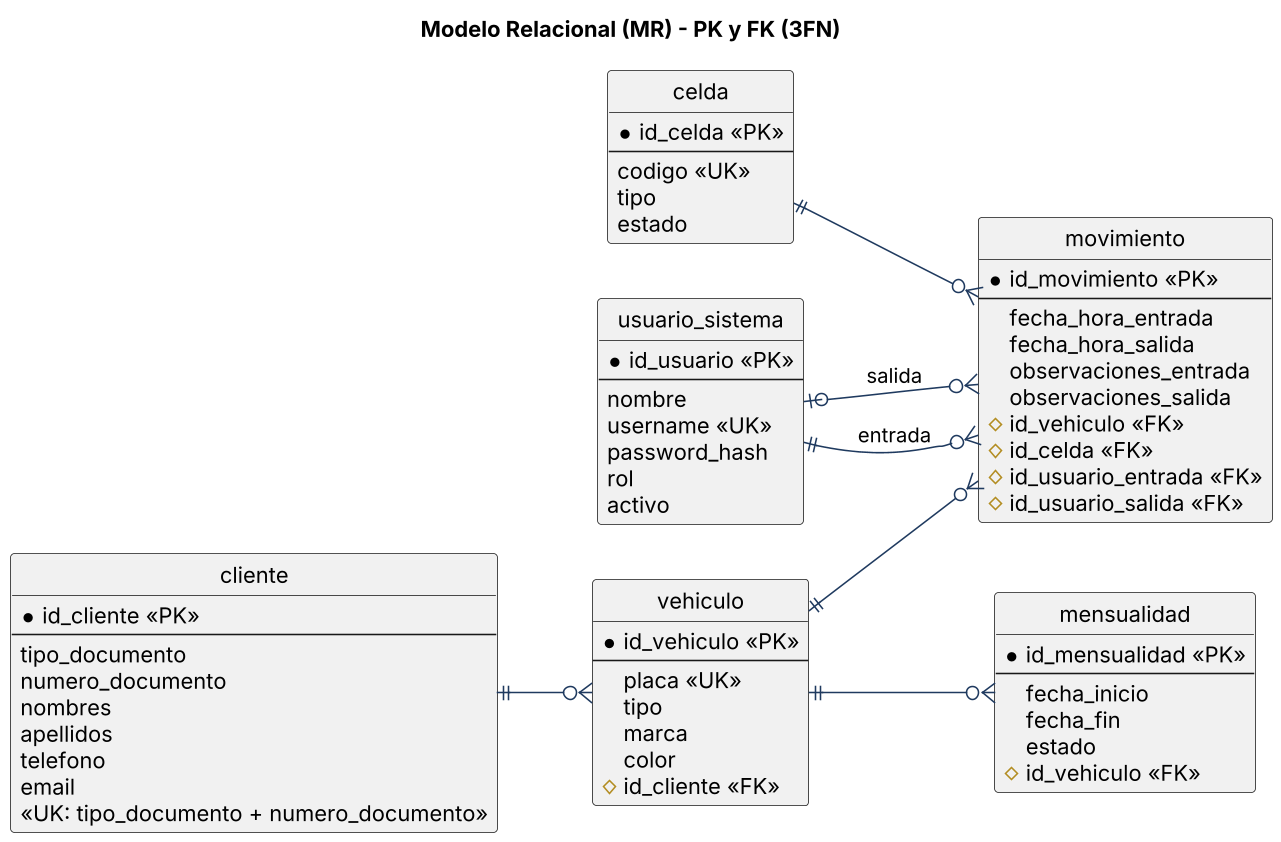 Modelo Relacional (MR) - PK y FK (3FN)
celda
id_celda «PK»
codigo «UK»
tipo
estado
movimiento
id_movimiento «PK»
fecha_hora_entrada
fecha_hora_salida
observaciones_entrada
observaciones_salida
id_vehiculo «FK»
id_celda «FK»
id_usuario_entrada «FK»
id_usuario_salida «FK»
usuario_sistema
id_usuario «PK»
nombre
username «UK»
password_hash
rol
activo
salida
entrada
cliente
id_cliente «PK»
tipo_documento
numero_documento
nombres
apellidos
telefono
email
«UK: tipo_documento + numero_documento»
vehiculo
id_vehiculo «PK»
placa «UK»
tipo
marca
color
id_cliente «FK»
mensualidad
id_mensualidad «PK»
fecha_inicio
fecha_fin
estado
id_vehiculo «FK»